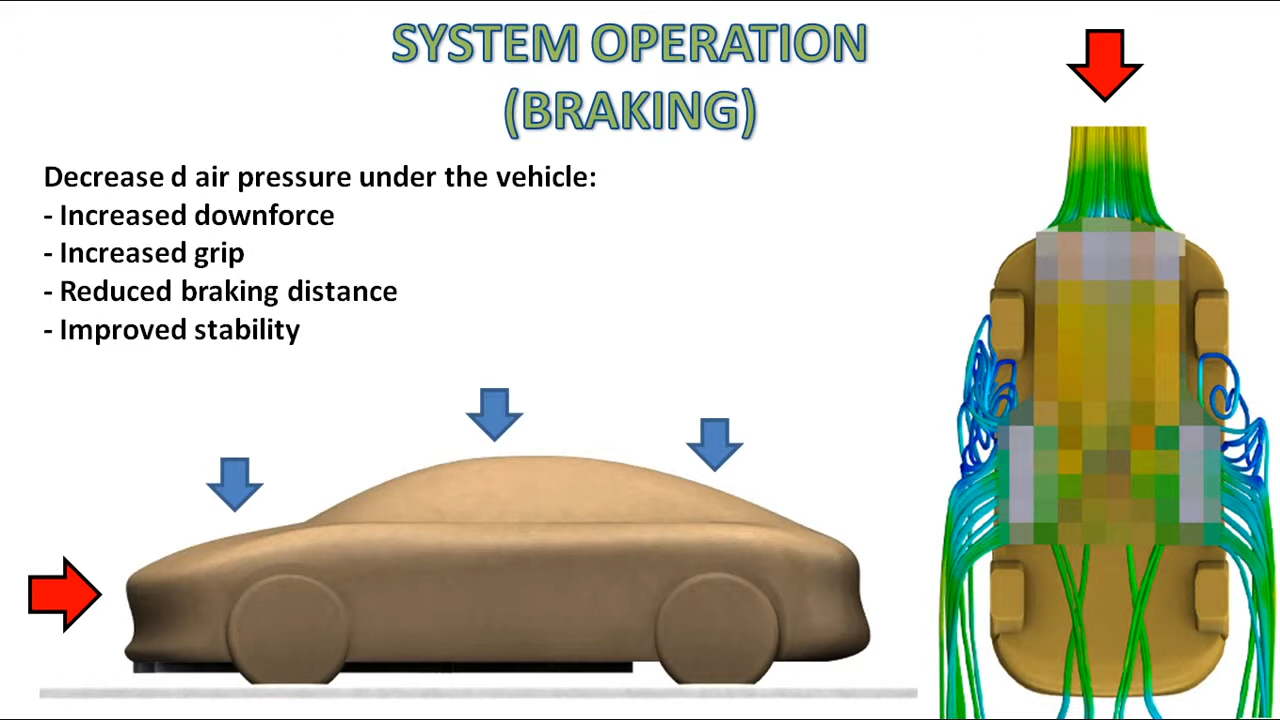 SYSTEM OPERATION
(BRAKING)
Decrease d air pressure under the vehicle:
- Increased downforce
- Increased grip
- Reduced braking distance
- Improved stability